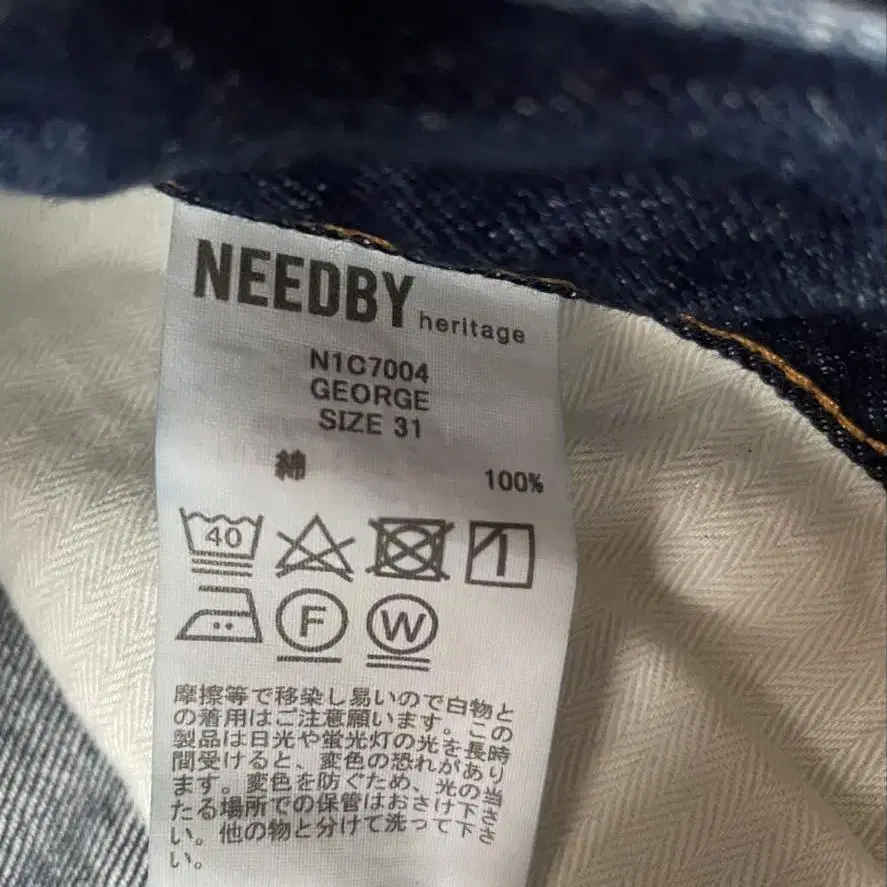 NEEDBY heritage
N1C7004
GEORGE
SIZE 31
綿 100%
40
F W
摩擦等で移染し易いので白物と
の着用はご注意願います。この
製品は日光や蛍光灯の光を長時
間受けると、変色の恐れがあり
ます。変色を防ぐため、光の当
たる場所での保管はおさけ下さ
い。他の物と分けて洗って下さ
い。